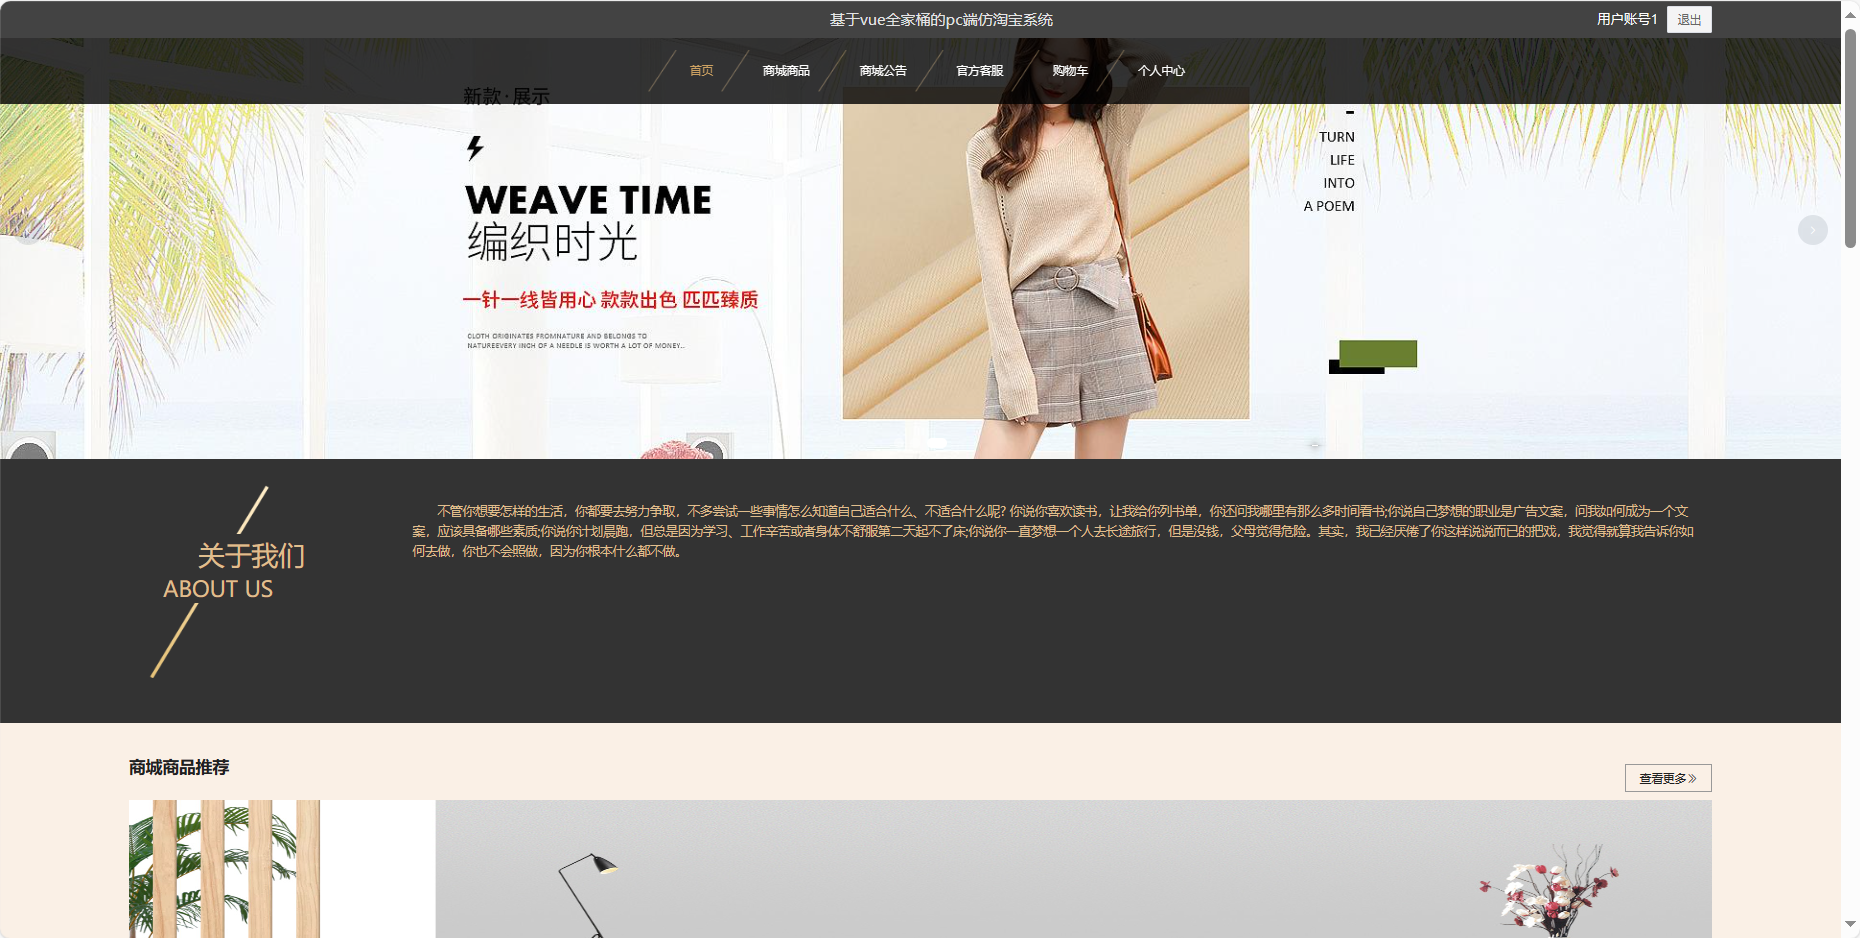 基于vue全家桶的pc端仿淘宝系统
用户账号1
退出
首页
商城商品
商城公告
官方客服
购物车
个人中心
新款·展示
WEAVE TIME
编织时光
一针一线皆用心 款款出色 匹匹臻质
CLOTH ORIGINATES FROMNATURE AND BELONGS TO
NATUREEVERY INCH OF A NEEDLE IS WORTH A LOT OF MONEY..
TURN
LIFE
INTO
A POEM
关于我们
ABOUT US
不管你想要怎样的生活，你都要去努力争取，不多尝试一些事情怎么知道自己适合什么、不适合什么呢? 你说你喜欢读书，让我给你列书单，你还问我哪里有那么多时间看书;你说自己梦想的职业是广告文案，问我如何成为一个文
案，应该具备哪些素质;你说你计划晨跑，但总是因为学习、工作辛苦或者身体不舒服第二天起不了床;你说你一直梦想一个人去长途旅行，但是没钱，父母觉得危险。其实，我已经厌倦了你这样说说而已的把戏，我觉得就算我告诉你如
何去做，你也不会照做，因为你根本什么都不做。
商城商品推荐
查看更多